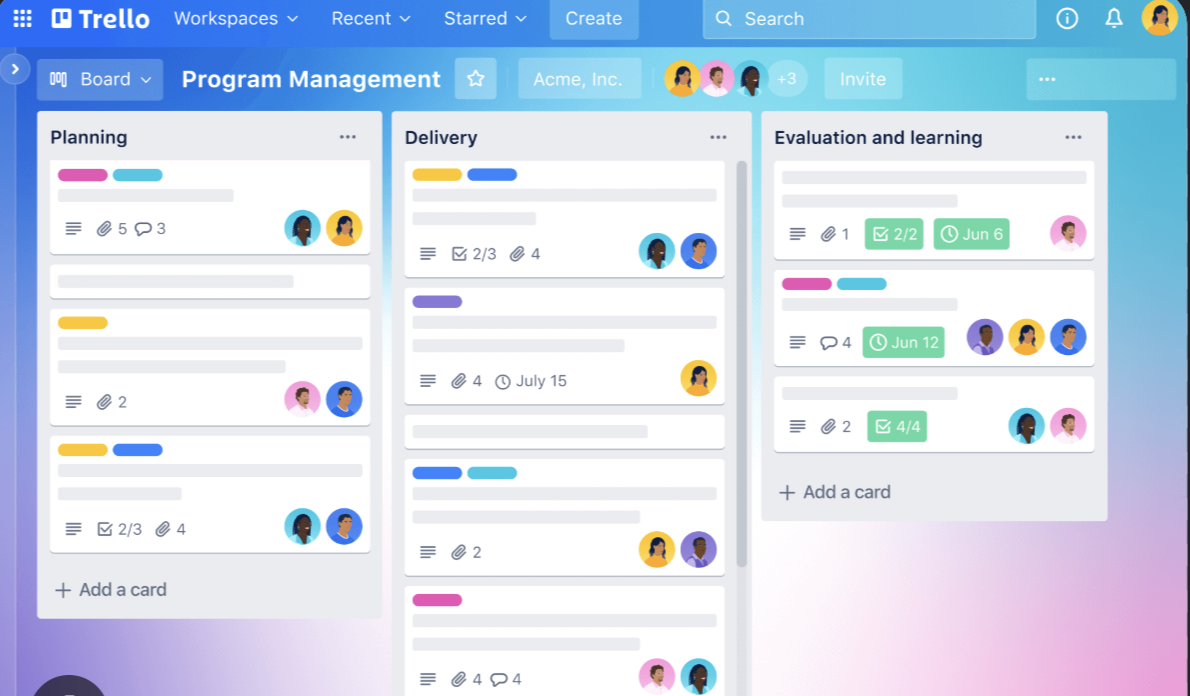 Trello Workspaces Recent Starred Create Search
Board Program Management Acme, Inc. +3 Invite
Planning
5 3
2
2/3 4
Add a card
Delivery
2/3 4
4 July 15
2
4 4
Evaluation and learning
1 2/2 Jun 6
4 Jun 12
2 4/4
Add a card